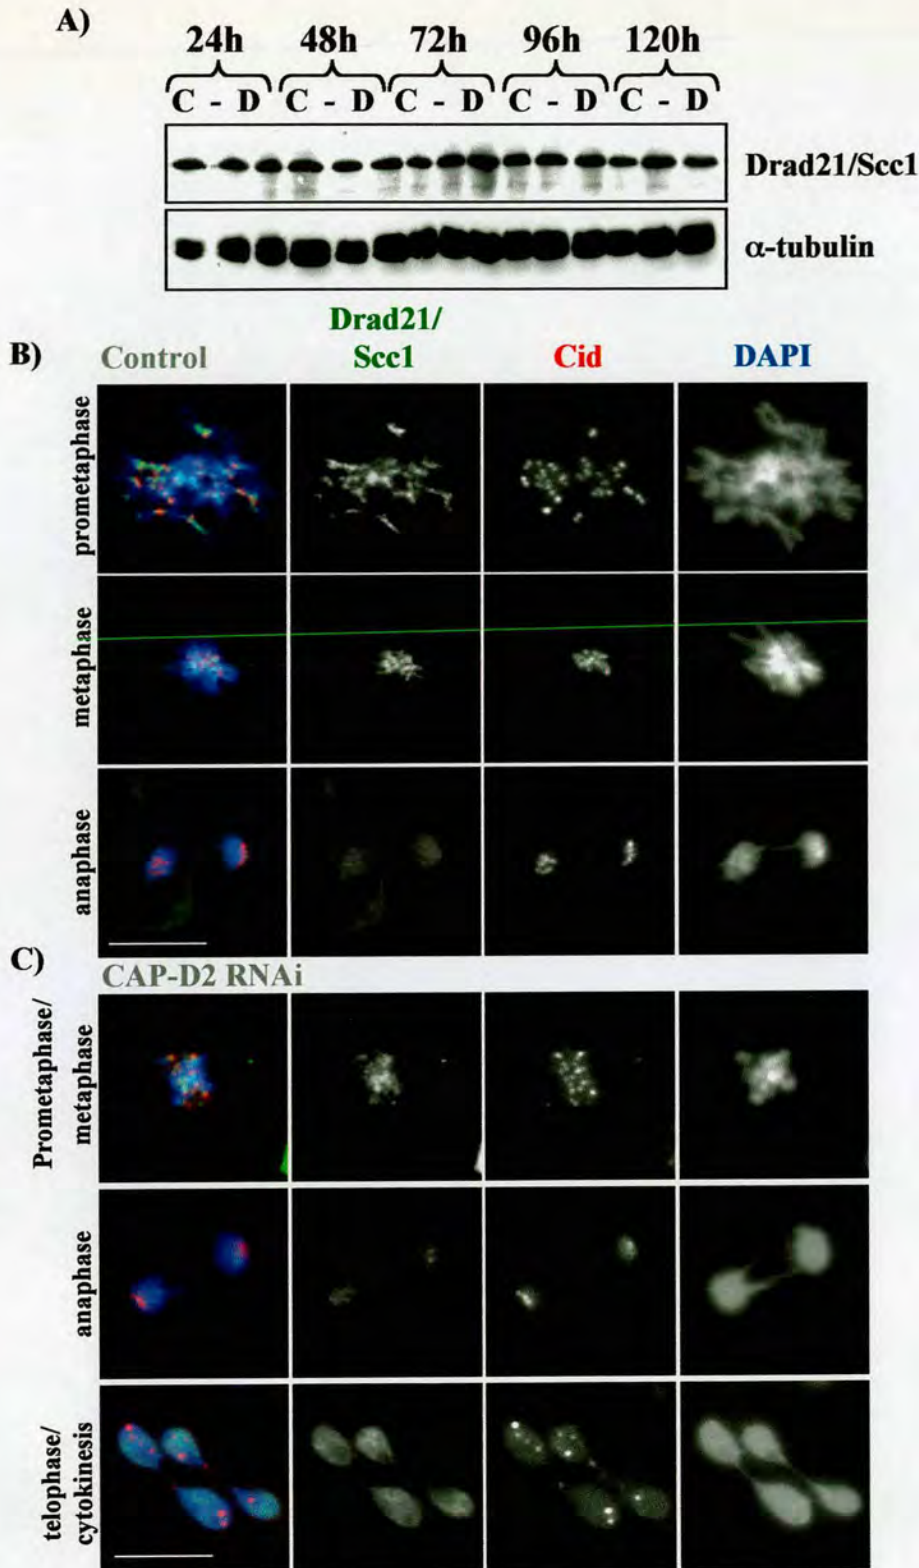 A)
24h 48h 72h 96h 120h
C - D C - D C - D C - D C - D
Drad21/Scc1
α-tubulin
B)
Control Drad21/ Scc1 Cid DAPI
prometaphase
metaphase
anaphase
C)
CAP-D2 RNAi
Prometaphase/
metaphase
anaphase
telophase/
cytokinesis